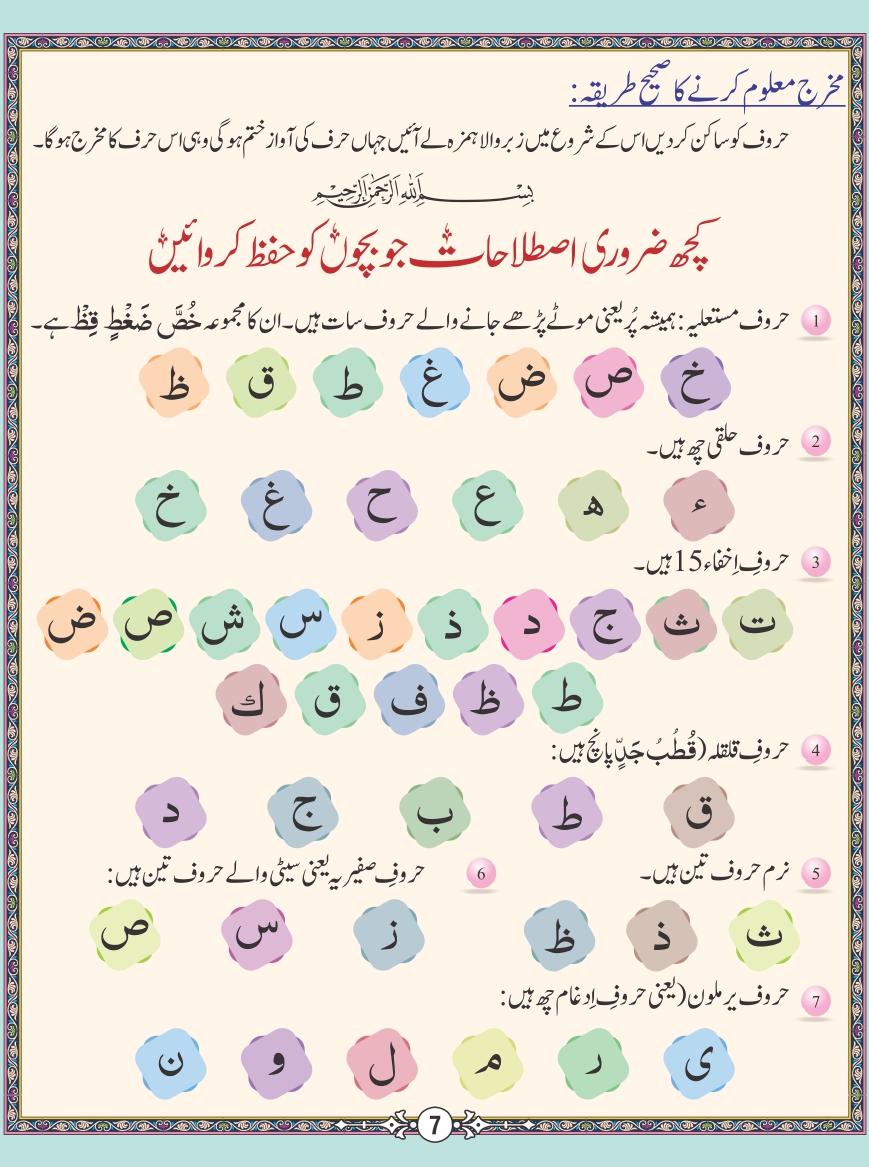 مخرج معلوم کرنے کا صحیح طریقہ:
حروف کو ساکن کردیں اس کے شروع میں زبر والا ہمزہ لے آئیں جہاں حرف کی آواز ختم ہوگی وہی اس حرف کا مخرج ہوگا۔
بِسْمِ اللهِ الرَّحْمٰنِ الرَّحِيْمِ
کچھ ضروری اصطلاحات جو بچوں کو حفظ کروائیں
1 حروف مستعلیہ: ہمیشہ پُر یعنی موٹے پڑھے جانے والے حروف سات ہیں۔ ان کا مجموعہ خُصَّ ضَغْطٍ قِظْ ہے۔
خ ص ض غ ط ق ظ
2 حروف حلقی چھ ہیں۔
ء ھ ع ح غ خ
3 حروفِ اِخفاء 15 ہیں۔
ت ث ج د ذ ز س ش ص ض
ط ظ ف ق ك
4 حروفِ قلقلہ (قُطْبُ جَدٍّ پانچ ہیں:
ق ط ب ج د
5 نرم حروف تین ہیں۔ 6 حروفِ صفیریہ یعنی سیٹی والے حروف تین ہیں:
ث ذ ظ ز س ص
7 حروف یرملون (یعنی حروفِ اِدغام چھ ہیں:
ی ر م ل و ن
7